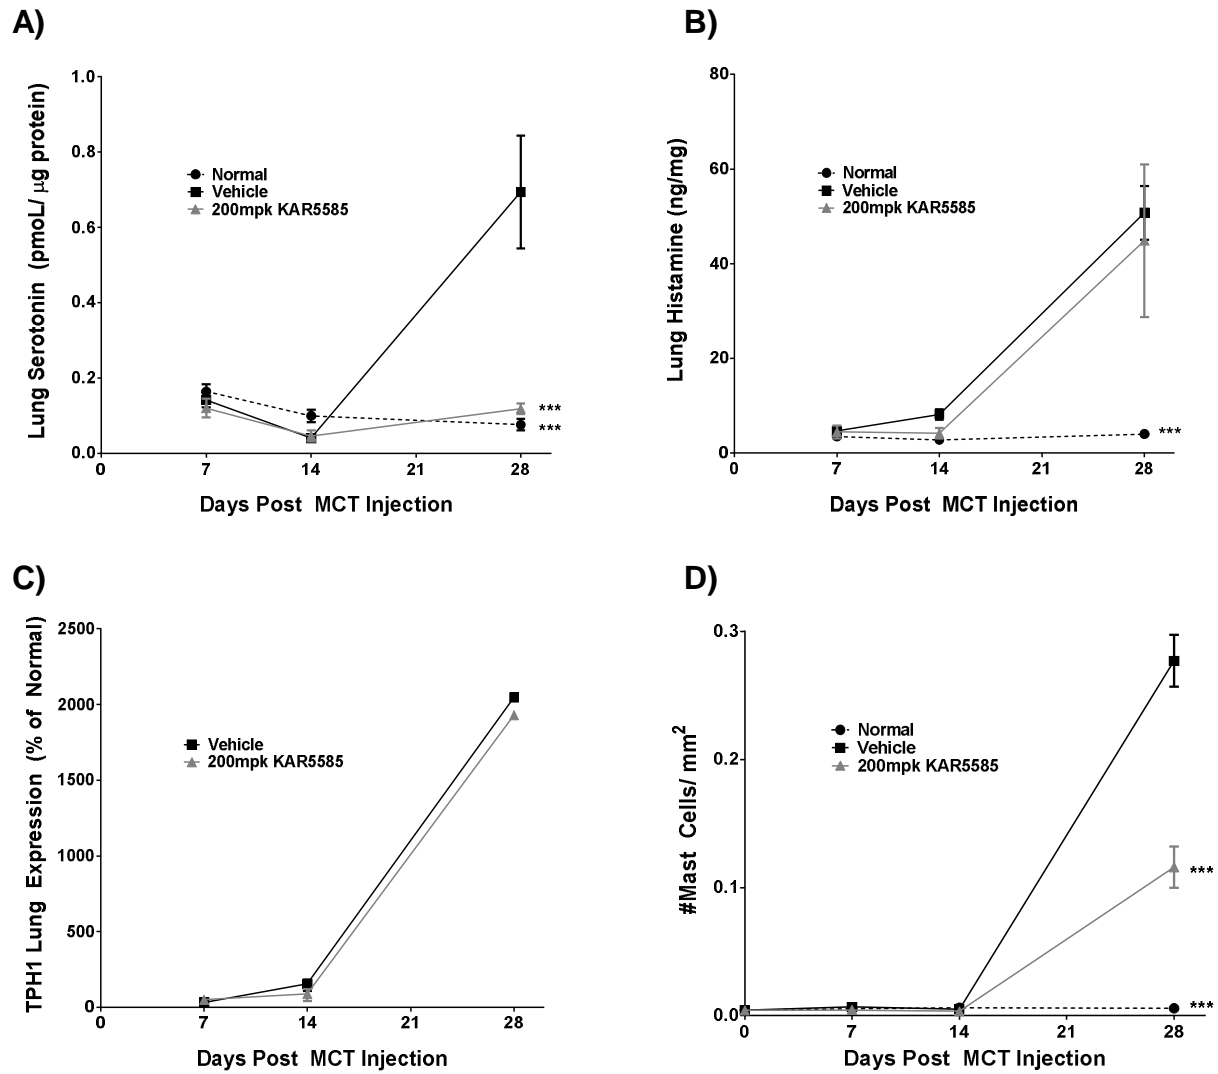 A)
Lung Serotonin (pmoL/ μg protein)
1.0
0.8
0.6
0.4
0.2
0.0
Normal
Vehicle
200mpk KAR5585
***
***
0 7 14 21 28
Days Post MCT Injection
B)
Lung Histamine (ng/mg)
80
60
40
20
0
Normal
Vehicle
200mpk KAR5585
***
0 7 14 21 28
Days Post MCT Injection
C)
TPH1 Lung Expression (% of Normal)
2500
2000
1500
1000
500
0
Vehicle
200mpk KAR5585
0 7 14 21 28
Days Post MCT Injection
D)
#Mast Cells/ mm2
0.3
0.2
0.1
0.0
Normal
Vehicle
200mpk KAR5585
***
***
0 7 14 21 28
Days Post MCT Injection